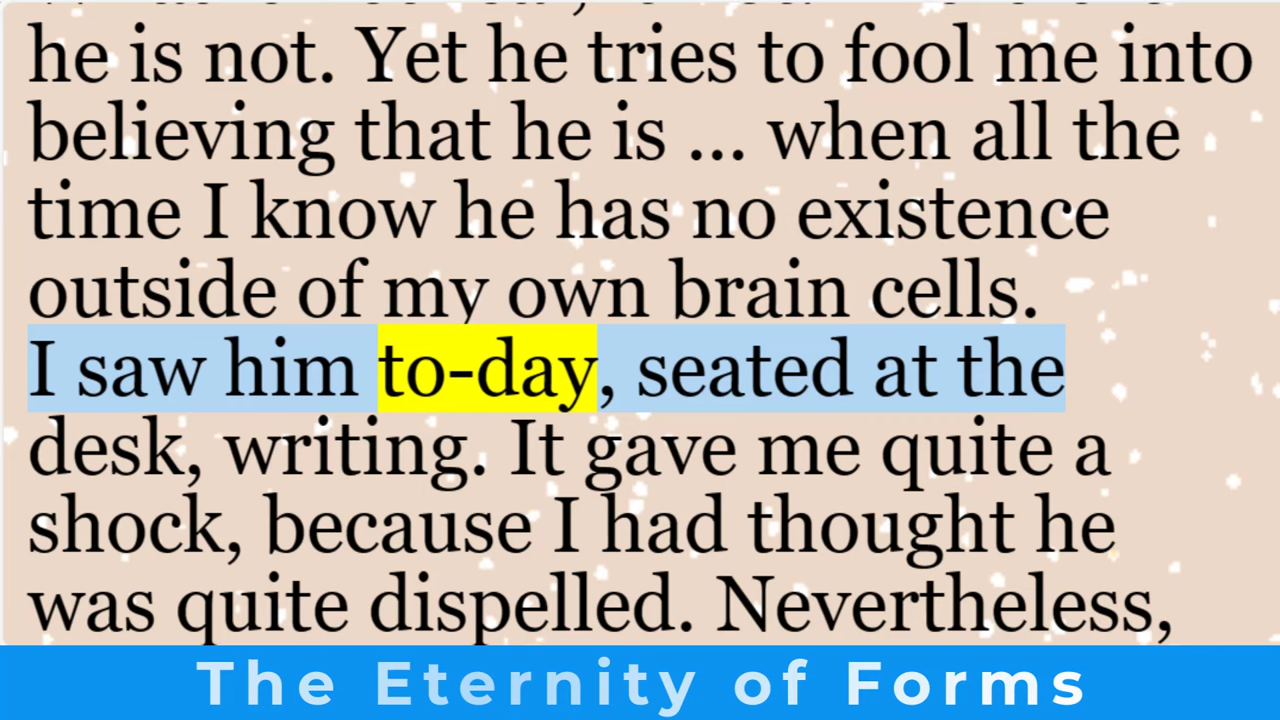 he is not. Yet he tries to fool me into
believing that he is ... when all the
time I know he has no existence
outside of my own brain cells.
I saw him to-day, seated at the
desk, writing. It gave me quite a
shock, because I had thought he
was quite dispelled. Nevertheless,
The Eternity of Forms